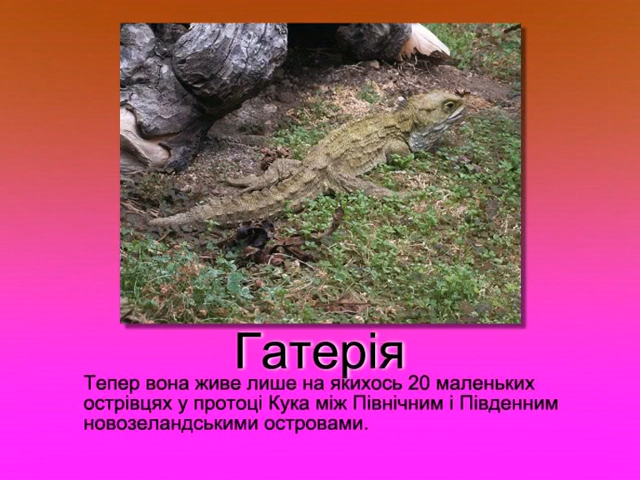 Гатерія
Тепер вона живе лише на якихось 20 маленьких
острівцях у протоці Кука між Північним і Південним
новозеландськими островами.